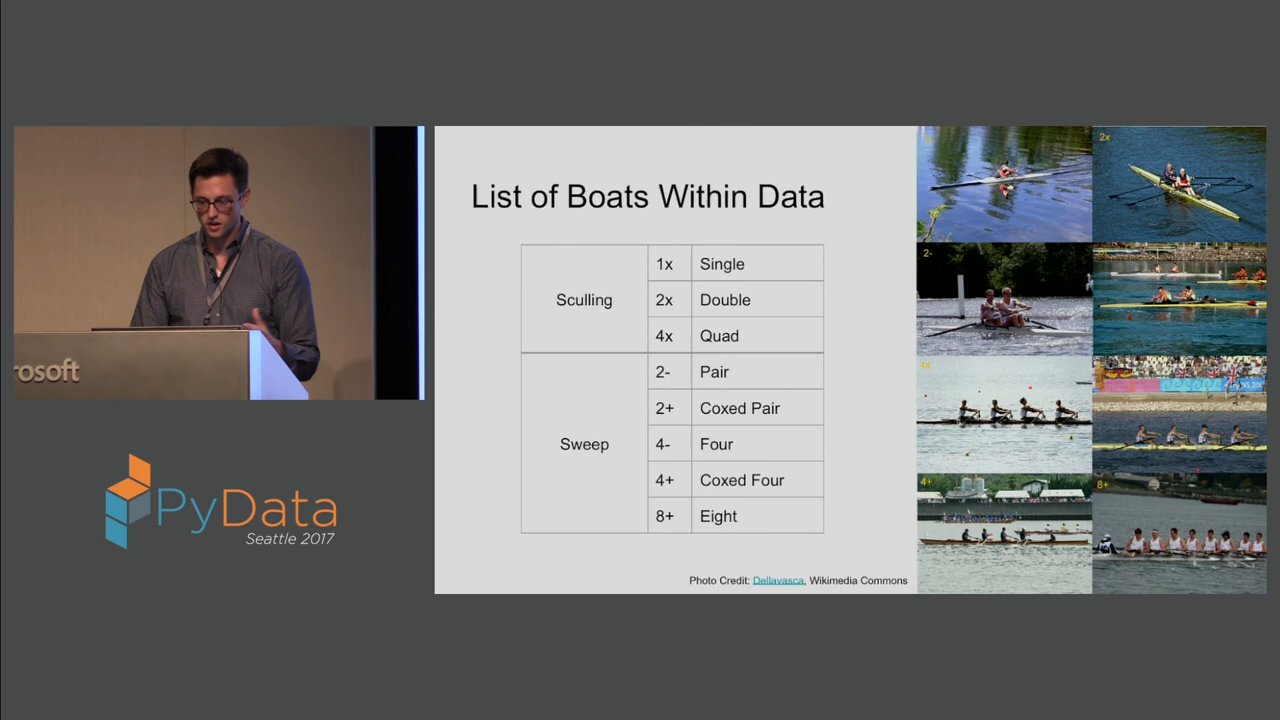 List of Boats Within Data
Sculling
1x Single
2x Double
4x Quad
Sweep
2- Pair
2+ Coxed Pair
4- Four
4+ Coxed Four
8+ Eight
Photo Credit: Dellavasca, Wikimedia Commons
2x
2-
4x
4+
8+
rosoft
PyData
Seattle 2017